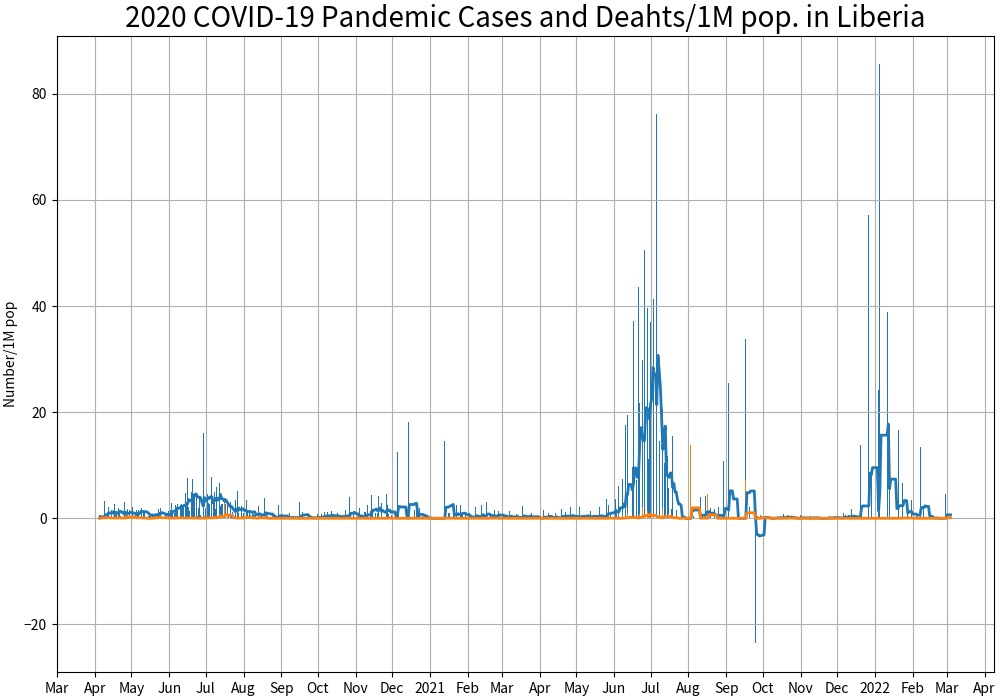 2020 COVID-19 Pandemic Cases and Deahts/1M pop. in Liberia
Number/1M pop
80
60
40
20
0
−20
Mar Apr May Jun Jul Aug Sep Oct Nov Dec 2021 Feb Mar Apr May Jun Jul Aug Sep Oct Nov Dec 2022 Feb Mar Apr